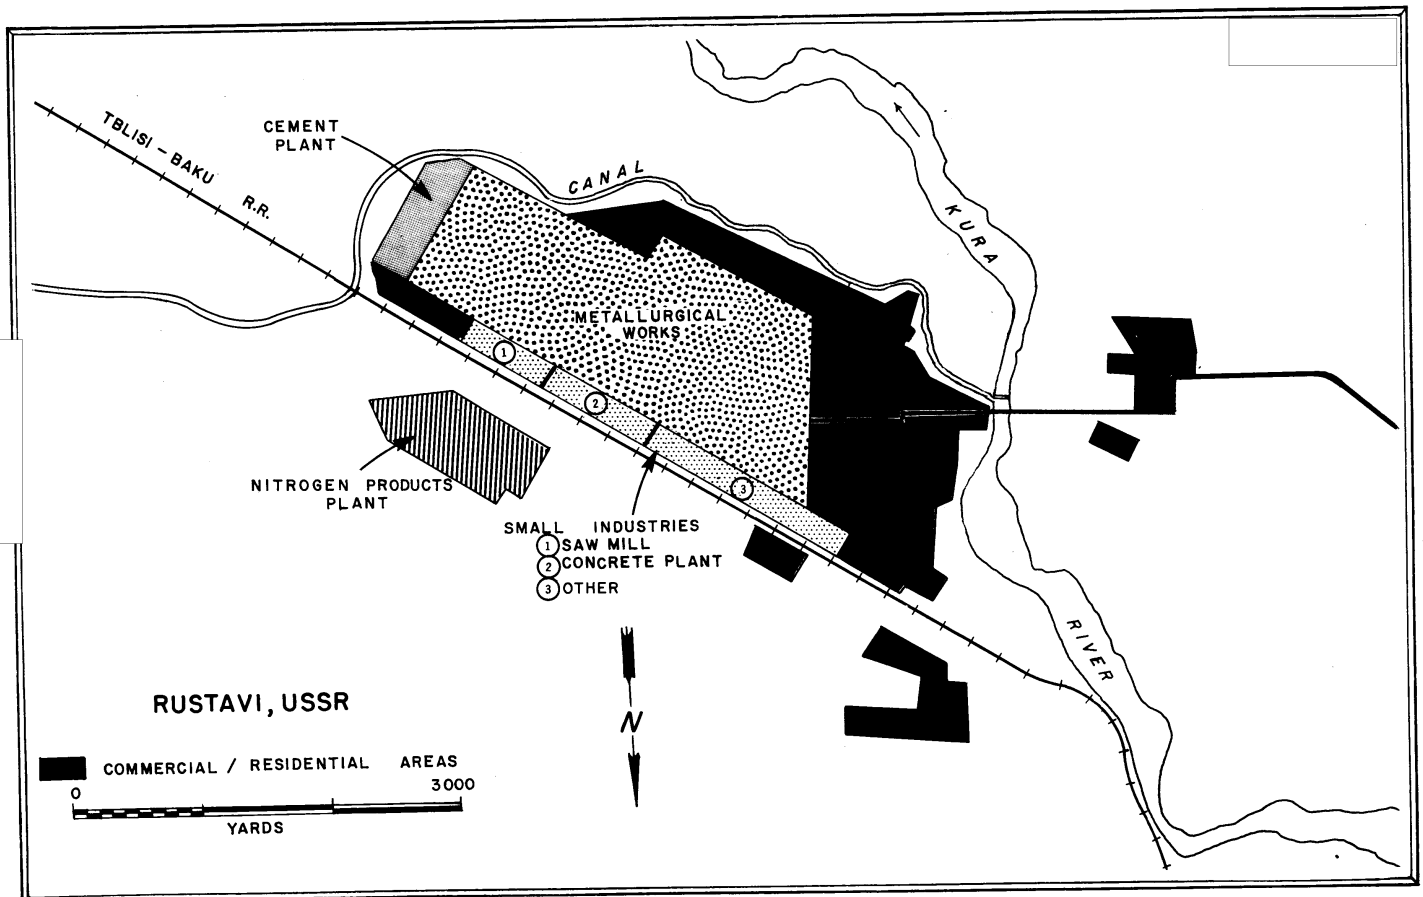 CEMENT
PLANT
TBLISI - BAKU R.R.
CANAL
KURA
METALLURGICAL
WORKS
1
2
3
NITROGEN PRODUCTS
PLANT
SMALL INDUSTRIES
1 SAW MILL
2 CONCRETE PLANT
3 OTHER
RIVER
N
RUSTAVI, USSR
COMMERCIAL / RESIDENTIAL AREAS
0 3000
YARDS